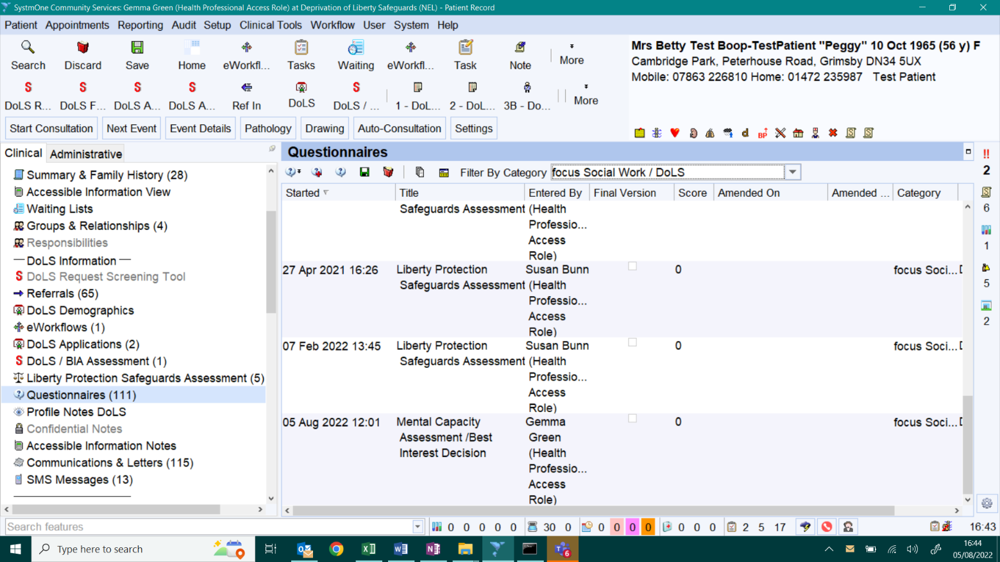 SystmOne Community Services: Gemma Green (Health Professional Access Role) at Deprivation of Liberty Safeguards (NEL) - Patient Record
Patient Appointments Reporting Audit Setup Clinical Tools Workflow User System Help
Search Discard Save Home eWorkfl... Tasks Waiting eWorkfl... Task Note More
DoLS R... DoLS F... DoLS A... DoLS A... Ref In DoLS DoLS / ... 1 - DoL... 2 - DoL... 3B - Do... More
Start Consultation Next Event Event Details Pathology Drawing Auto-Consultation Settings
Mrs Betty Test Boop-TestPatient "Peggy" 10 Oct 1965 (56 y) F
Cambridge Park, Peterhouse Road, Grimsby DN34 5UX
Mobile: 07863 226810 Home: 01472 235987 Test Patient
Clinical Administrative
Summary & Family History (28)
Accessible Information View
Waiting Lists
Groups & Relationships (4)
Responsibilities
DoLS Information
DoLS Request Screening Tool
Referrals (65)
DoLS Demographics
eWorkflows (1)
DoLS Applications (2)
DoLS / BIA Assessment (1)
Liberty Protection Safeguards Assessment (5)
Questionnaires (111)
Profile Notes DoLS
Confidential Notes
Accessible Information Notes
Communications & Letters (115)
SMS Messages (13)
Questionnaires
Filter By Category focus Social Work / DoLS
Started Title Entered By Final Version Score Amended On Amended ... Category
Safeguards Assessment (Health
Professio...
Access
Role)
27 Apr 2021 16:26 Liberty Protection Susan Bunn 0 focus Soci...
Safeguards Assessment (Health
Professio...
Access
Role)
07 Feb 2022 13:45 Liberty Protection Susan Bunn 0 focus Soci...
Safeguards Assessment (Health
Professio...
Access
Role)
05 Aug 2022 12:01 Mental Capacity Gemma 0 focus Soci...
Assessment /Best Green
Interest Decision (Health
Professio...
Access
Role)
!!
2
6
1
5
2
Search features
0 0 0 0 0 30 0 0 0 0 0 0 0 0 2 5 17 16:43
Type here to search
16:44
05/08/2022